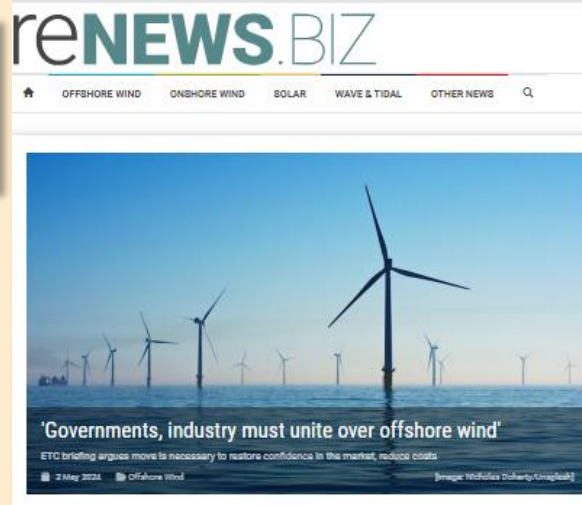 reNEWS.BIZ
OFFSHORE WIND ONSHORE WIND SOLAR WAVE & TIDAL OTHER NEWS
'Governments, industry must unite over offshore wind'
ETC briefing argues move is necessary to restore confidence in the market, reduce costs
2 May 2024 Offshore Wind [Image: Nicholas Doherty/Unsplash]